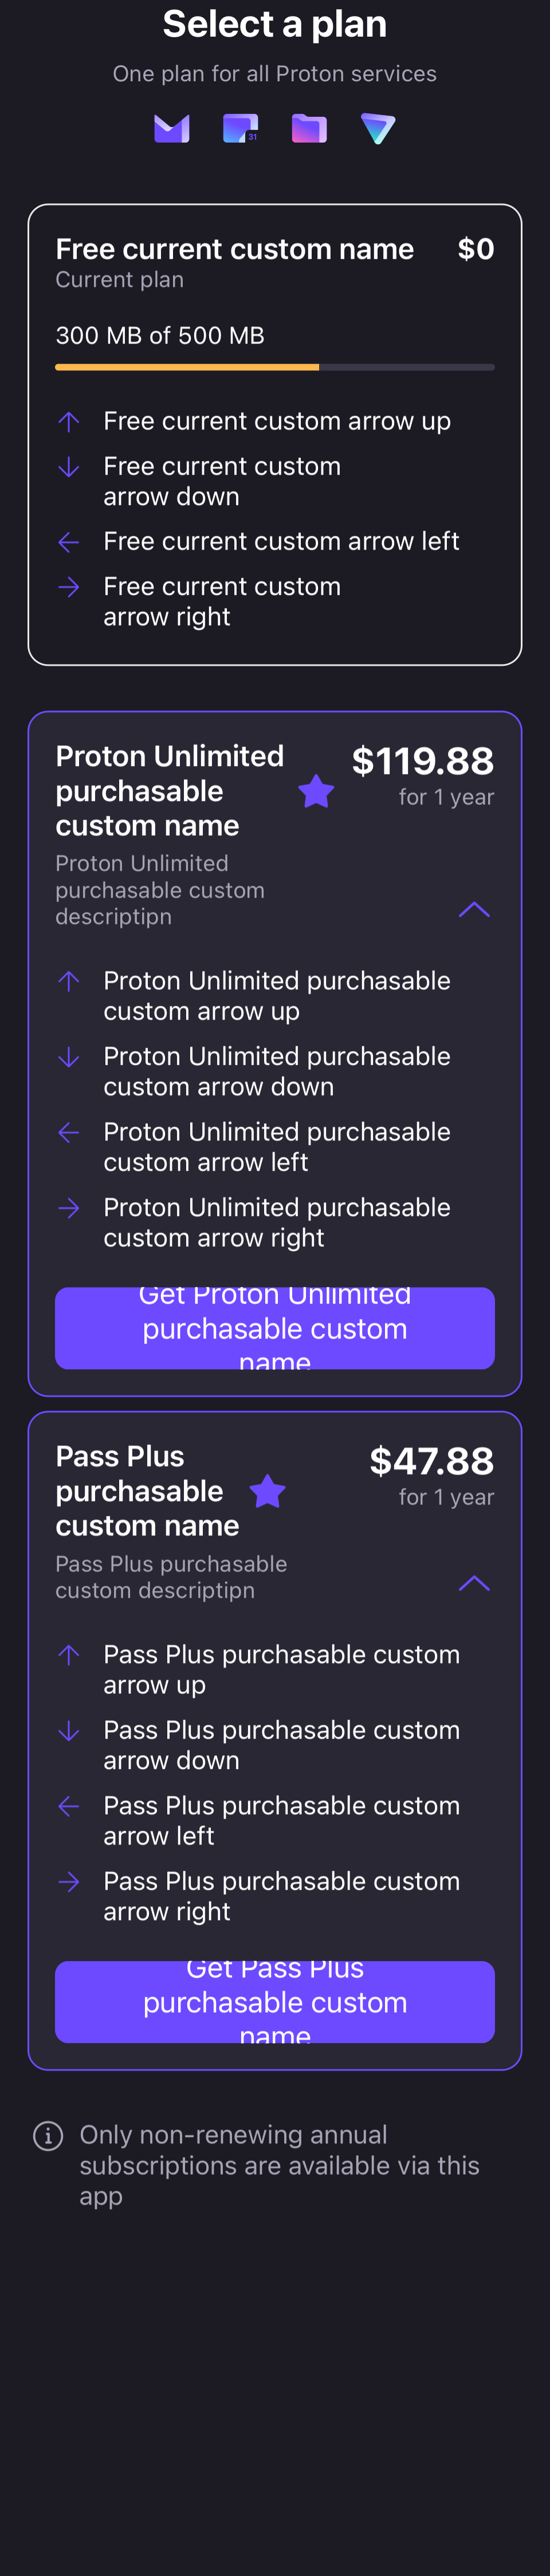 Select a plan
One plan for all Proton services
31
Free current custom name $0
Current plan
300 MB of 500 MB
Free current custom arrow up
Free current custom
arrow down
Free current custom arrow left
Free current custom
arrow right
Proton Unlimited
purchasable
custom name
$119.88
for 1 year
Proton Unlimited
purchasable custom
descriptipn
Proton Unlimited purchasable
custom arrow up
Proton Unlimited purchasable
custom arrow down
Proton Unlimited purchasable
custom arrow left
Proton Unlimited purchasable
custom arrow right
Get Proton Unlimited
purchasable custom
name
Pass Plus
purchasable
custom name
$47.88
for 1 year
Pass Plus purchasable
custom descriptipn
Pass Plus purchasable custom
arrow up
Pass Plus purchasable custom
arrow down
Pass Plus purchasable custom
arrow left
Pass Plus purchasable custom
arrow right
Get Pass Plus
purchasable custom
name
Only non-renewing annual
subscriptions are available via this
app